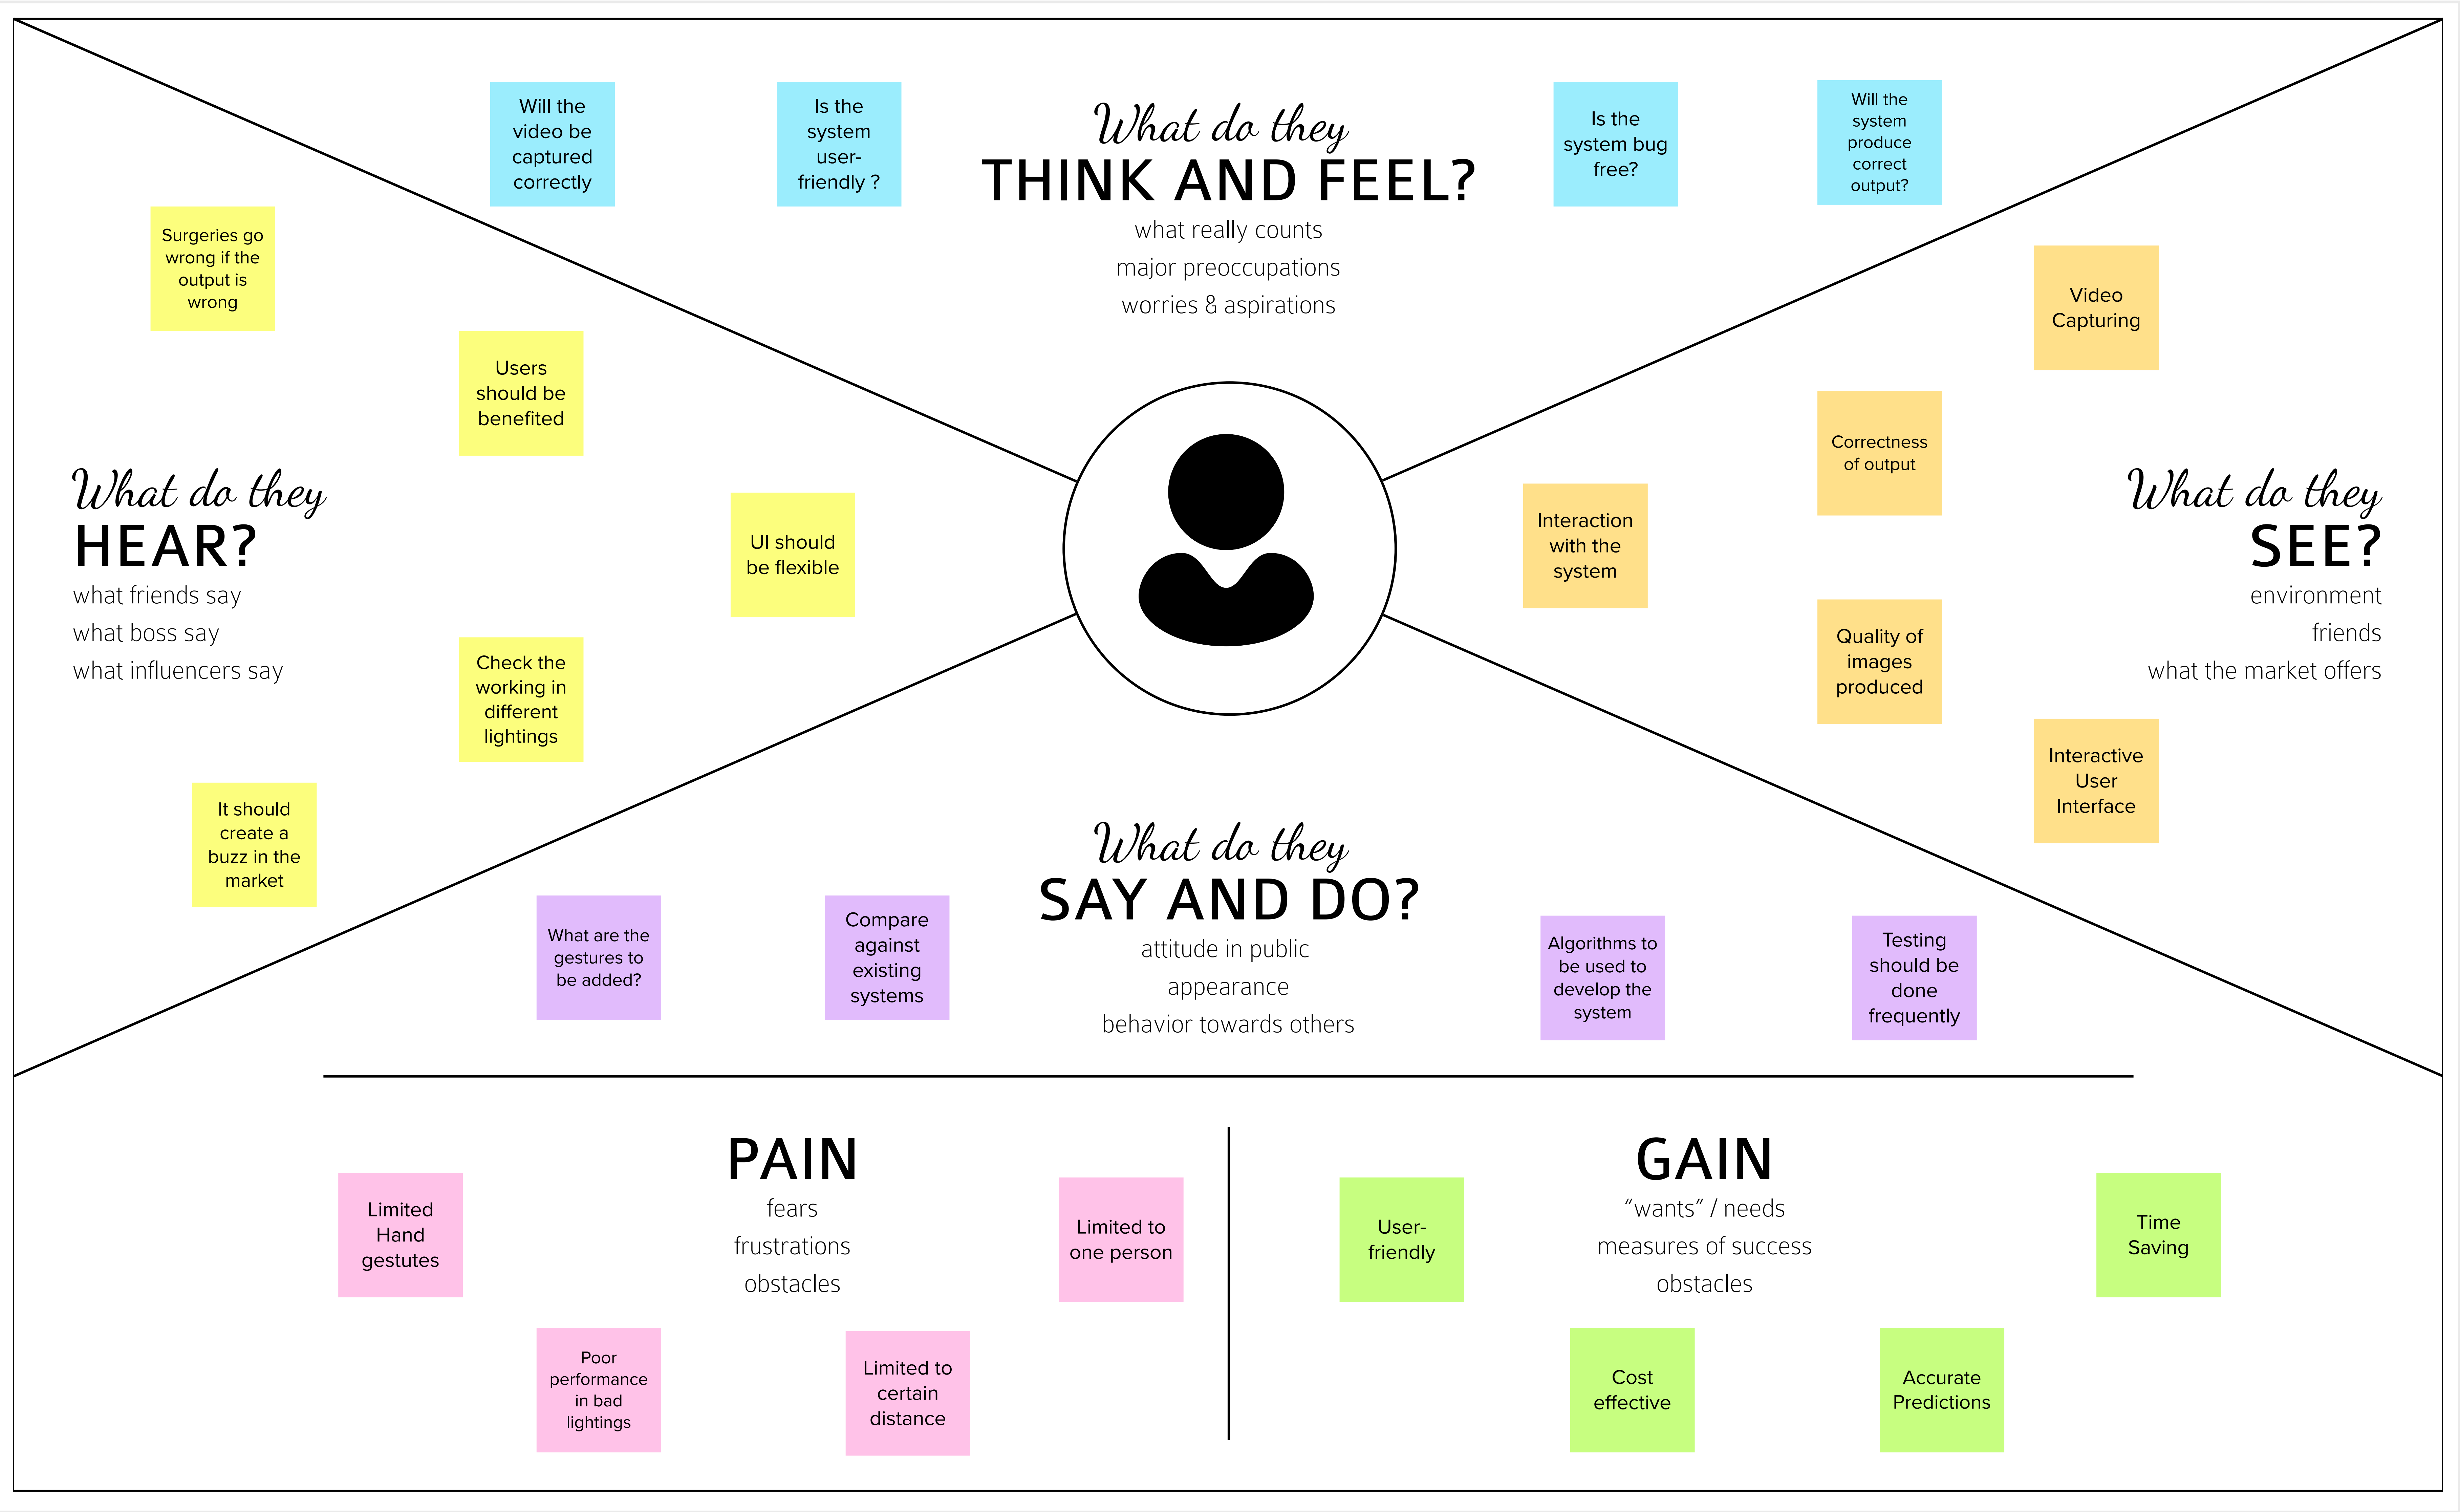 Will the
video be
captured
correctly
Is the
system
user-
friendly ?
What do they
THINK AND FEEL?
what really counts
major preoccupations
worries & aspirations
Is the
system bug
free?
Will the
system
produce
correct
output?
Surgeries go
wrong if the
output is
wrong
Users
should be
benefited
UI should
be flexible
What do they
HEAR?
what friends say
what boss say
what influencers say
Check the
working in
different
lightings
It should
create a
buzz in the
market
Video
Capturing
Correctness
of output
Interaction
with the
system
Quality of
images
produced
Interactive
User
Interface
What do they
SEE?
environment
friends
what the market offers
What do they
SAY AND DO?
attitude in public
appearance
behavior towards others
What are the
gestures to
be added?
Compare
against
existing
systems
Algorithms to
be used to
develop the
system
Testing
should be
done
frequently
PAIN
fears
frustrations
obstacles
Limited
Hand
gestutes
Poor
performance
in bad
lightings
Limited to
certain
distance
Limited to
one person
GAIN
“wants” / needs
measures of success
obstacles
User-
friendly
Cost
effective
Accurate
Predictions
Time
Saving